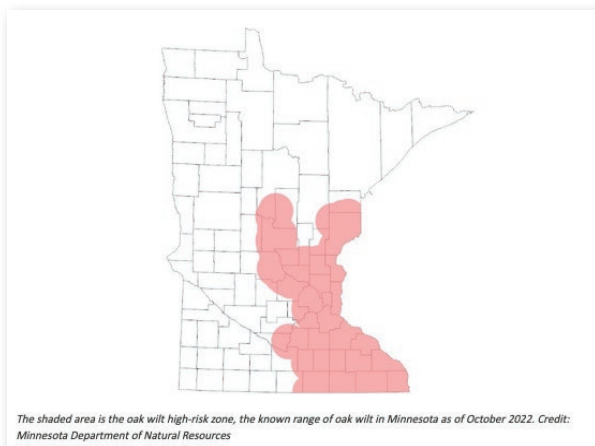 The shaded area is the oak wilt high-risk zone, the known range of oak wilt in Minnesota as of October 2022. Credit:
Minnesota Department of Natural Resources